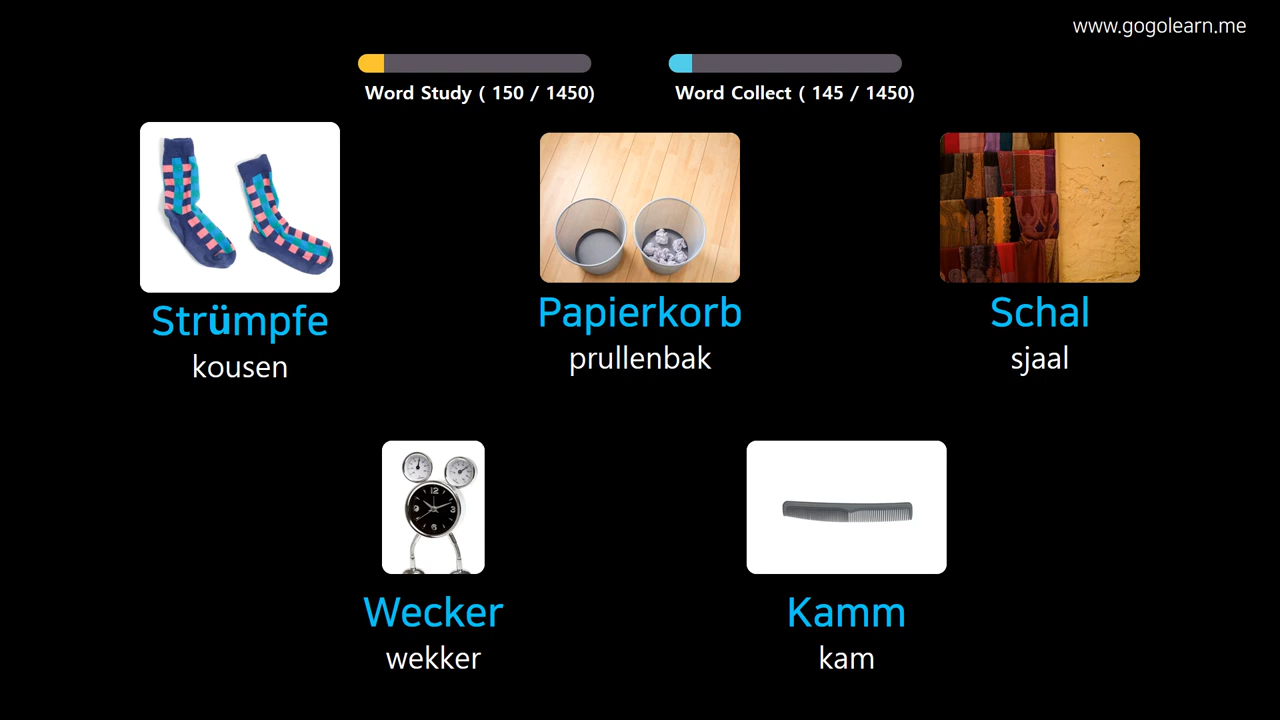 www.gogolearn.me
Word Study ( 150 / 1450)
Word Collect ( 145 / 1450)
Strümpfe
kousen
Papierkorb
prullenbak
Schal
sjaal
Wecker
wekker
Kamm
kam